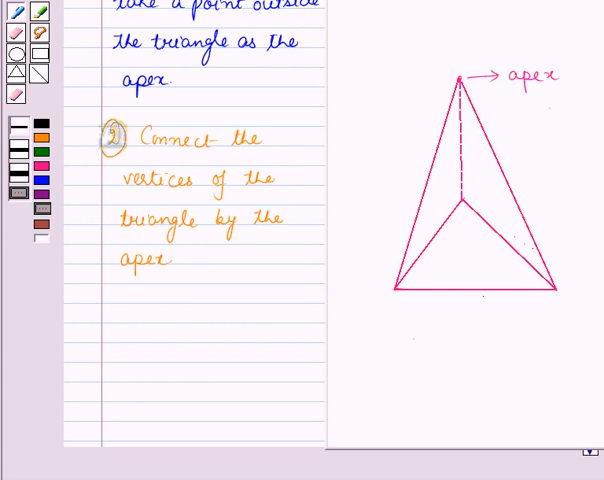 take a point outside
the triangle as the
apex.
2 Connect the
vertices of the
triangle by the
apex
apex